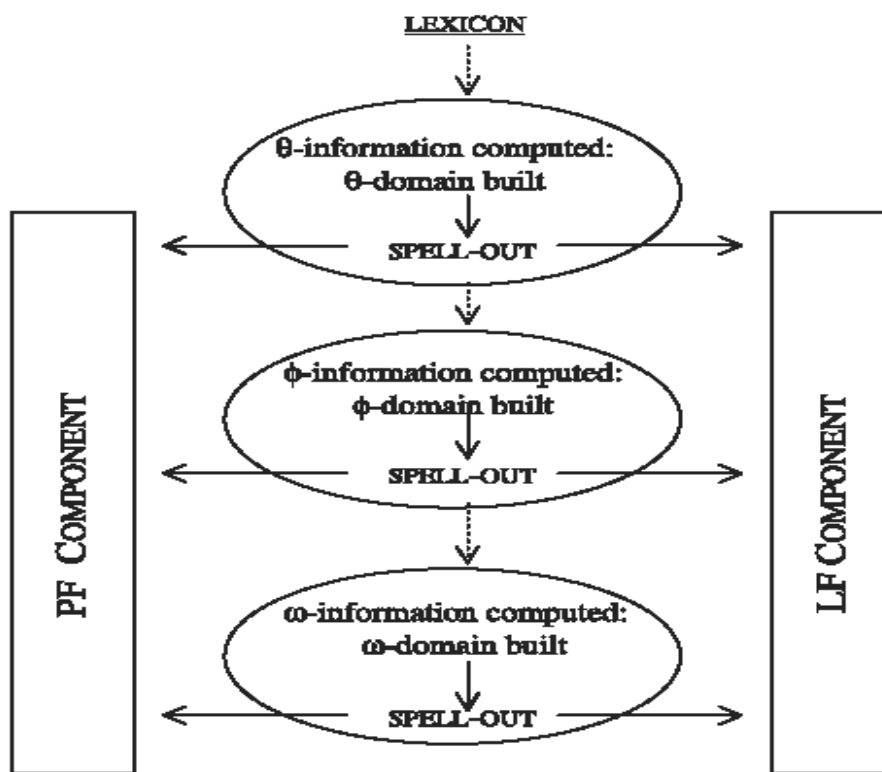 LEXICON
θ-information computed:
θ-domain built
SPELL-OUT
ϕ-information computed:
ϕ-domain built
SPELL-OUT
ω-information computed:
ω-domain built
SPELL-OUT
PF COMPONENT
LF COMPONENT